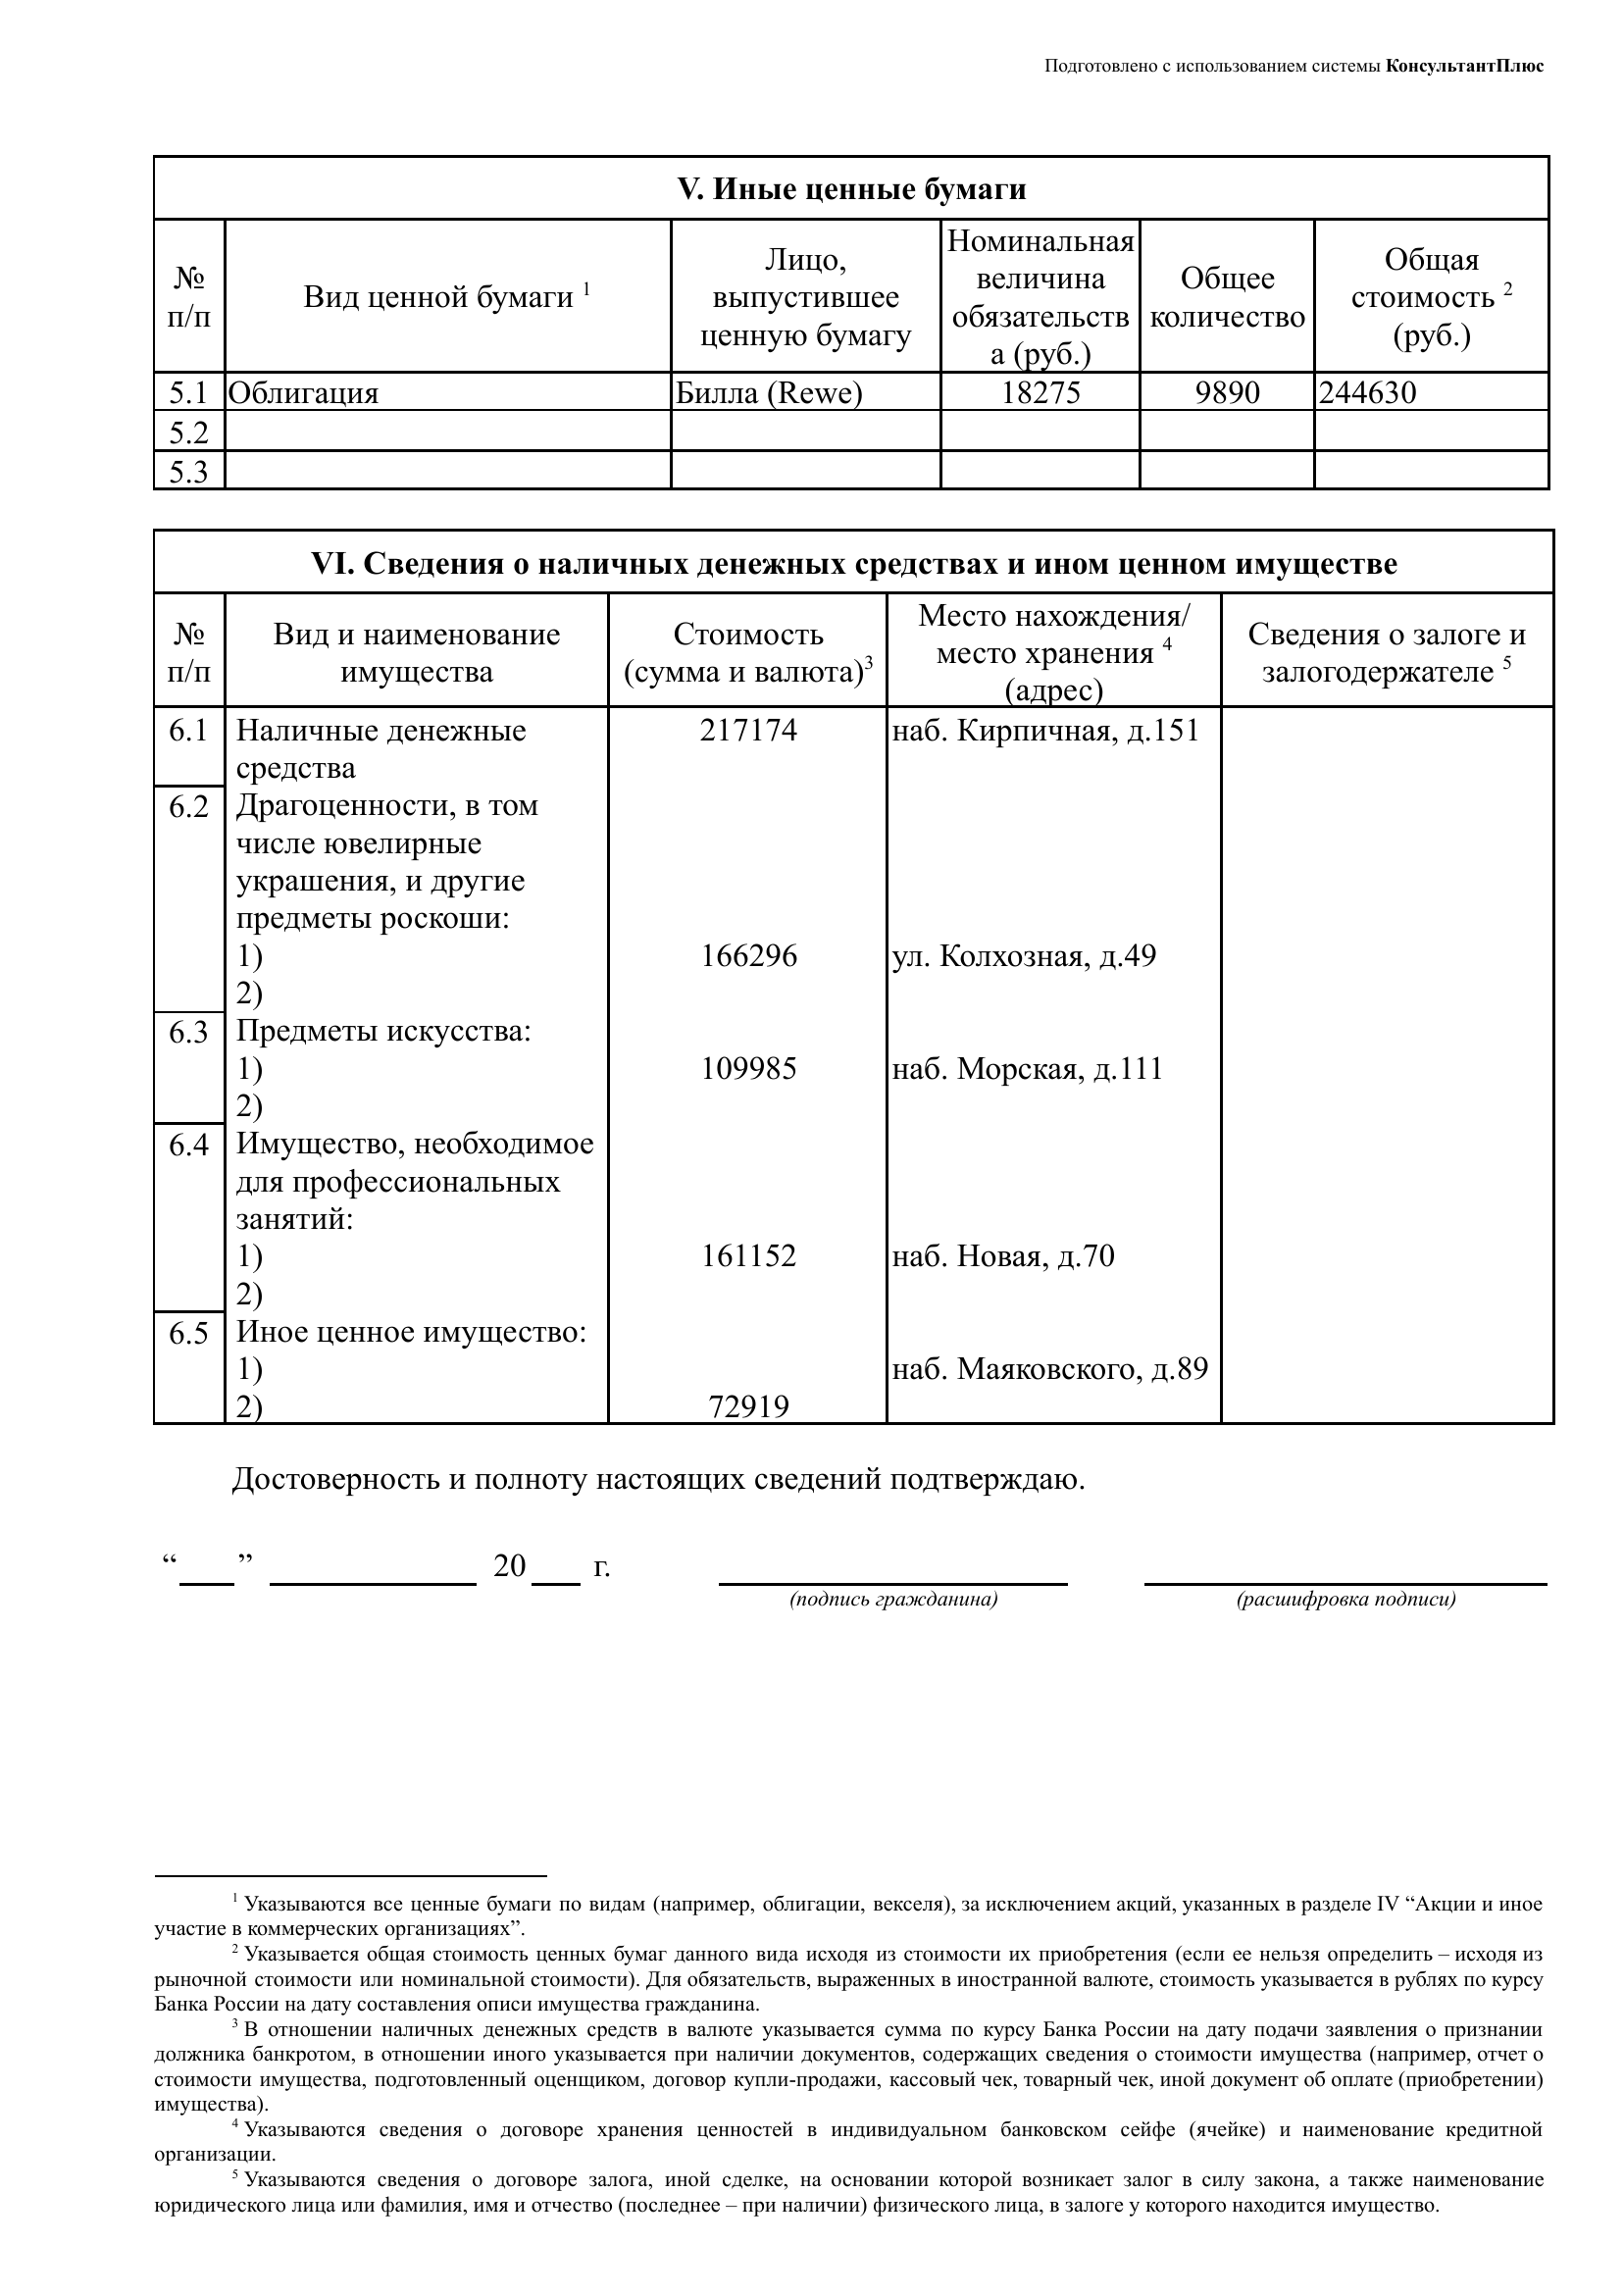 Подготовлено с использованием системы КонсультантПлюс
V. Иные ценные бумаги
№
п/п
Вид ценной бумаги 1
Лицо,
выпустившее
ценную бумагу
Номинальная
величина
обязательств
а (руб.)
Общее
количество
Общая
стоимость 2
(руб.)
5.1 Облигация Билла (Rewe) 18275 9890 244630
5.2
5.3
VI. Сведения о наличных денежных средствах и ином ценном имуществе
№
п/п
Вид и наименование
имущества
Стоимость
(сумма и валюта)3
Место нахождения/
место хранения 4
(адрес)
Сведения о залоге и
залогодержателе 5
6.1 Наличные денежные 217174 наб. Кирпичная, д.151
средства
6.2 Драгоценности, в том
числе ювелирные
украшения, и другие
предметы роскоши:
1) 166296 ул. Колхозная, д.49
2)
6.3 Предметы искусства:
1) 109985 наб. Морская, д.111
2)
6.4 Имущество, необходимое
для профессиональных
занятий:
1) 161152 наб. Новая, д.70
2)
6.5 Иное ценное имущество:
1) наб. Маяковского, д.89
2) 72919
Достоверность и полноту настоящих сведений подтверждаю.
“___” ____________ 20 ___ г.
(подпись гражданина) (расшифровка подписи)
1 Указываются все ценные бумаги по видам (например, облигации, векселя), за исключением акций, указанных в разделе IV “Акции и иное
участие в коммерческих организациях”.
2 Указывается общая стоимость ценных бумаг данного вида исходя из стоимости их приобретения (если ее нельзя определить – исходя из
рыночной стоимости или номинальной стоимости). Для обязательств, выраженных в иностранной валюте, стоимость указывается в рублях по курсу
Банка России на дату составления описи имущества гражданина.
3 В отношении наличных денежных средств в валюте указывается сумма по курсу Банка России на дату подачи заявления о признании
должника банкротом, в отношении иного указывается при наличии документов, содержащих сведения о стоимости имущества (например, отчет о
стоимости имущества, подготовленный оценщиком, договор купли-продажи, кассовый чек, товарный чек, иной документ об оплате (приобретении)
имущества).
4 Указываются сведения о договоре хранения ценностей в индивидуальном банковском сейфе (ячейке) и наименование кредитной
организации.
5 Указываются сведения о договоре залога, иной сделке, на основании которой возникает залог в силу закона, а также наименование
юридического лица или фамилия, имя и отчество (последнее – при наличии) физического лица, в залоге у которого находится имущество.